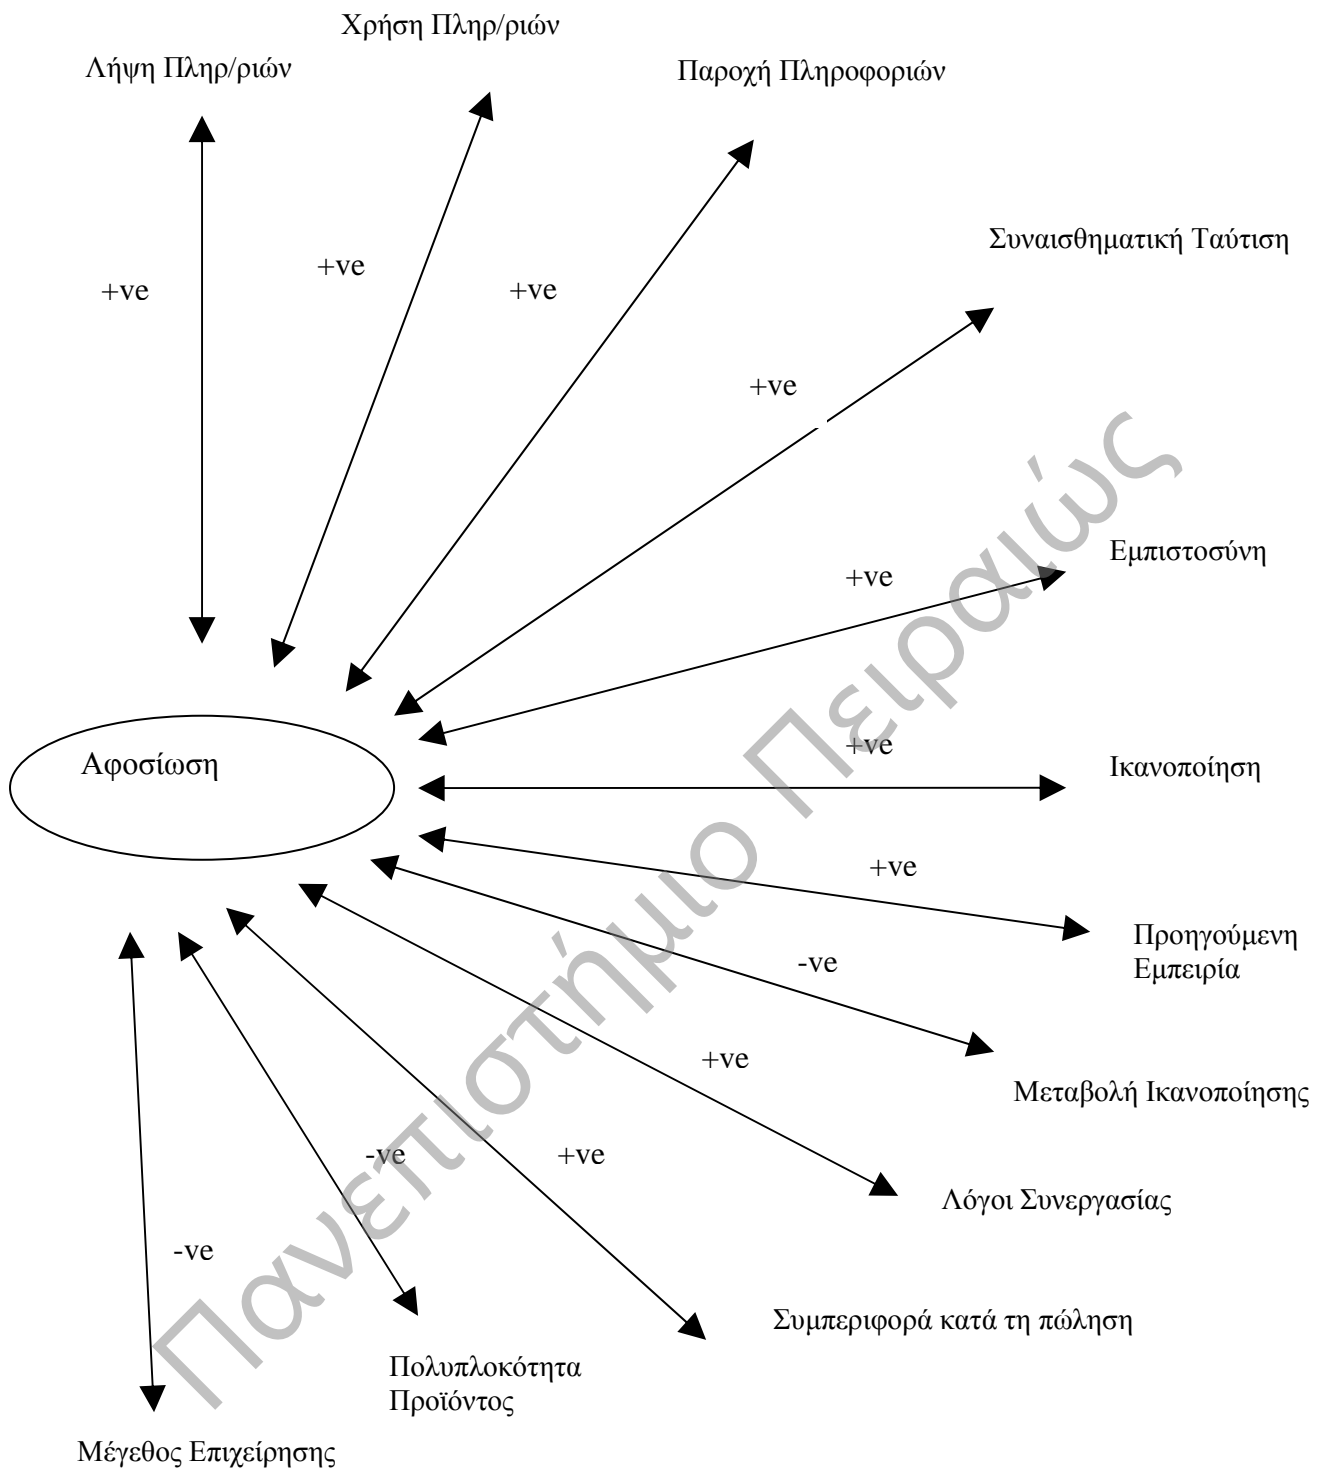 Χρήση Πληρ/ριών
Λήψη Πληρ/ριών
Παροχή Πληροφοριών
Συναισθηματική Ταύτιση
+ve
+ve
+ve
+ve
Εμπιστοσύνη
+ve
+ve
Ικανοποίηση
Αφοσίωση
+ve
Προηγούμενη
Εμπειρία
-ve
+ve
Μεταβολή Ικανοποίησης
-ve
+ve
Λόγοι Συνεργασίας
-ve
Συμπεριφορά κατά τη πώληση
Πολυπλοκότητα
Προϊόντος
Μέγεθος Επιχείρησης
Πανεπιστήμιο Πειραιώς